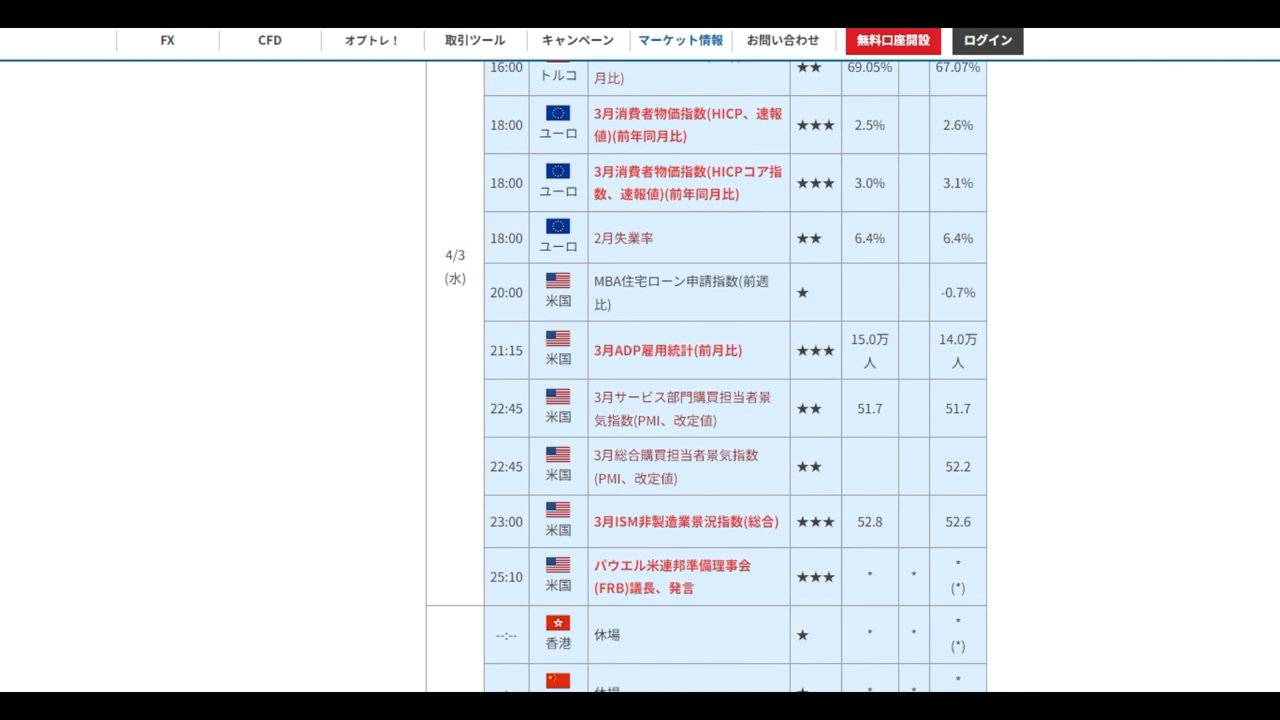 FX
CFD
オプトレ！
取引ツール
キャンペーン
マーケット情報
お問い合わせ
無料口座開設
ログイン
4/3
(水)
16:00
トルコ
月比)
★★
69.05%
67.07%
18:00
ユーロ
3月消費者物価指数(HICP、速報
値)(前年同月比)
★★★
2.5%
2.6%
18:00
ユーロ
3月消費者物価指数(HICPコア指
数、速報値)(前年同月比)
★★★
3.0%
3.1%
18:00
ユーロ
2月失業率
★★
6.4%
6.4%
20:00
米国
MBA住宅ローン申請指数(前週
比)
★
-0.7%
21:15
米国
3月ADP雇用統計(前月比)
★★★
15.0万
人
14.0万
人
22:45
米国
3月サービス部門購買担当者景
気指数(PMI、改定値)
★★
51.7
51.7
22:45
米国
3月総合購買担当者景気指数
(PMI、改定値)
★★
52.2
23:00
米国
3月ISM非製造業景況指数(総合)
★★★
52.8
52.6
25:10
米国
パウエル米連邦準備理事会
(FRB)議長、発言
★★★
*
*
*
(*)
--:--
香港
休場
★
*
*
*
(*)
休場
★
*
*
*